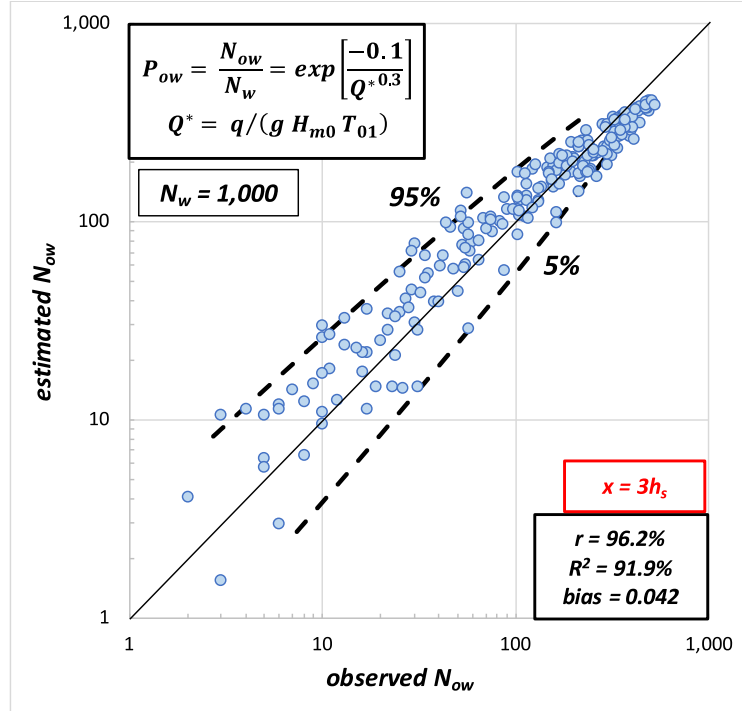 1,000
P_ow = N_ow / N_w = exp[-0.1 / Q*^0.3]
Q* = q/(g H_m0 T_01)
N_w = 1,000
95%
100
5%
estimated N_ow
10
x = 3h_s
r = 96.2%
R² = 91.9%
bias = 0.042
1
1 10 100 1,000
observed N_ow